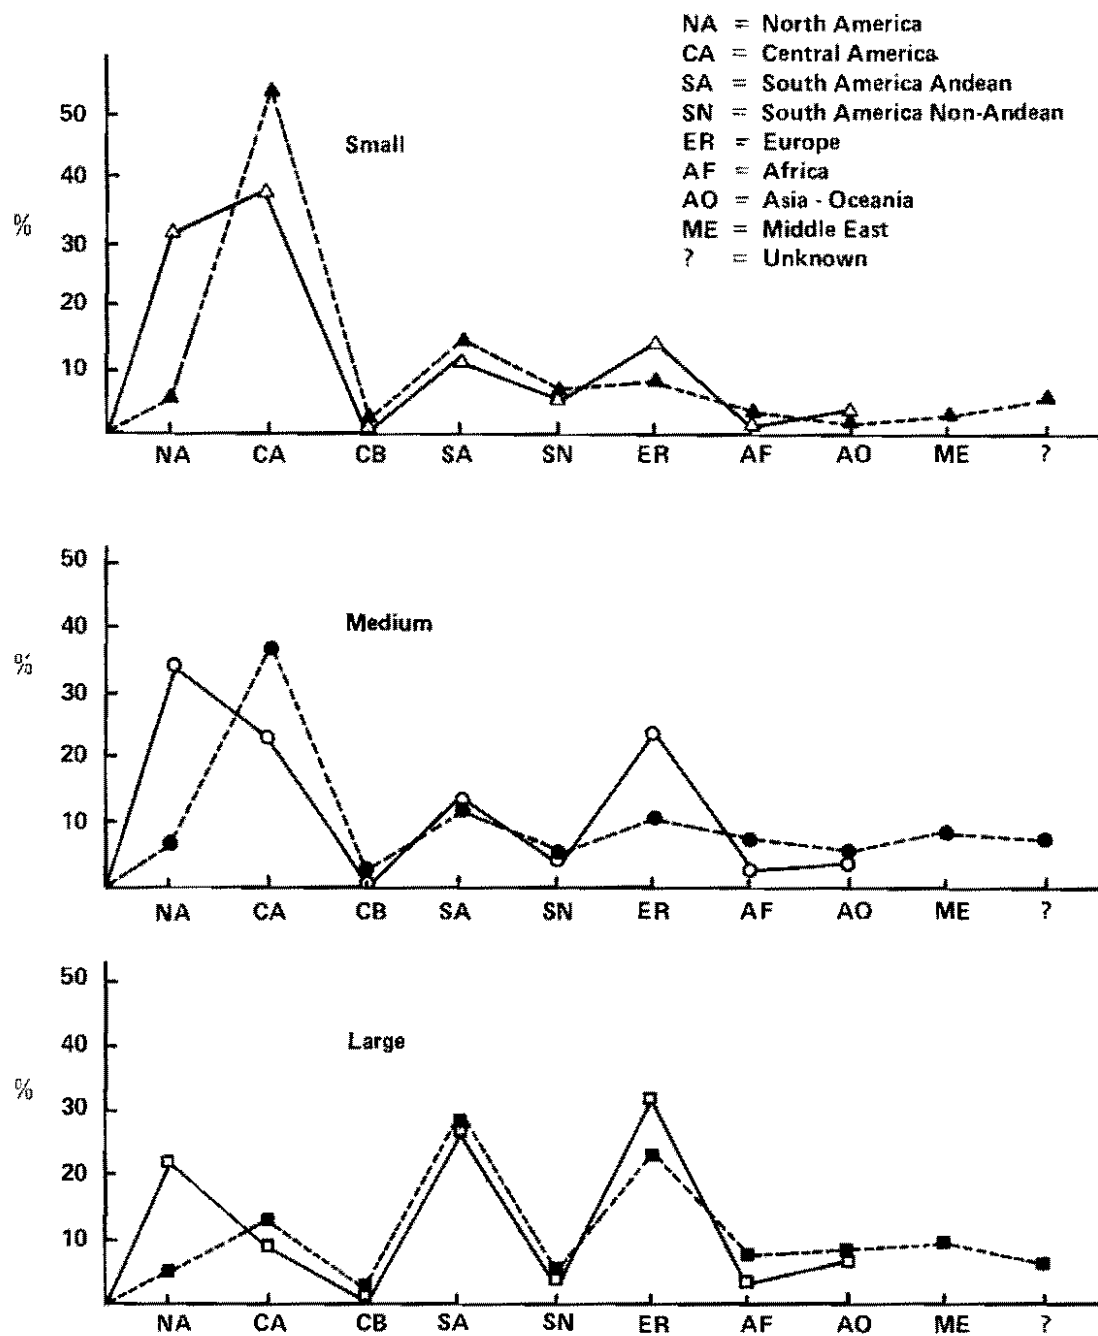 NA = North America
CA = Central America
SA = South America Andean
SN = South America Non-Andean
ER = Europe
AF = Africa
AO = Asia - Oceania
ME = Middle East
? = Unknown
Small
%
50
40
30
20
10
NA CA CB SA SN ER AF AO ME ?
Medium
%
50
40
30
20
10
NA CA CB SA SN ER AF AO ME ?
Large
%
50
40
30
20
10
NA CA CB SA SN ER AF AO ME ?